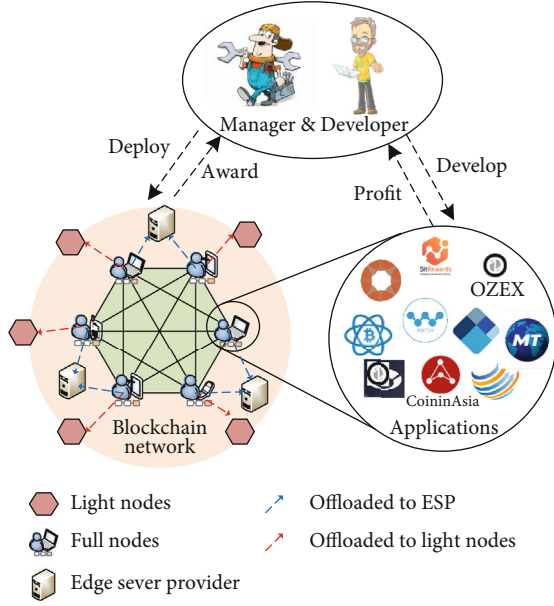 Manager & Developer
Deploy
Award
Develop
Profit
BitRewards
OZEX
MT
CoininAsia
Applications
Blockchain
network
Light nodes
Offloaded to ESP
Full nodes
Offloaded to light nodes
Edge sever provider